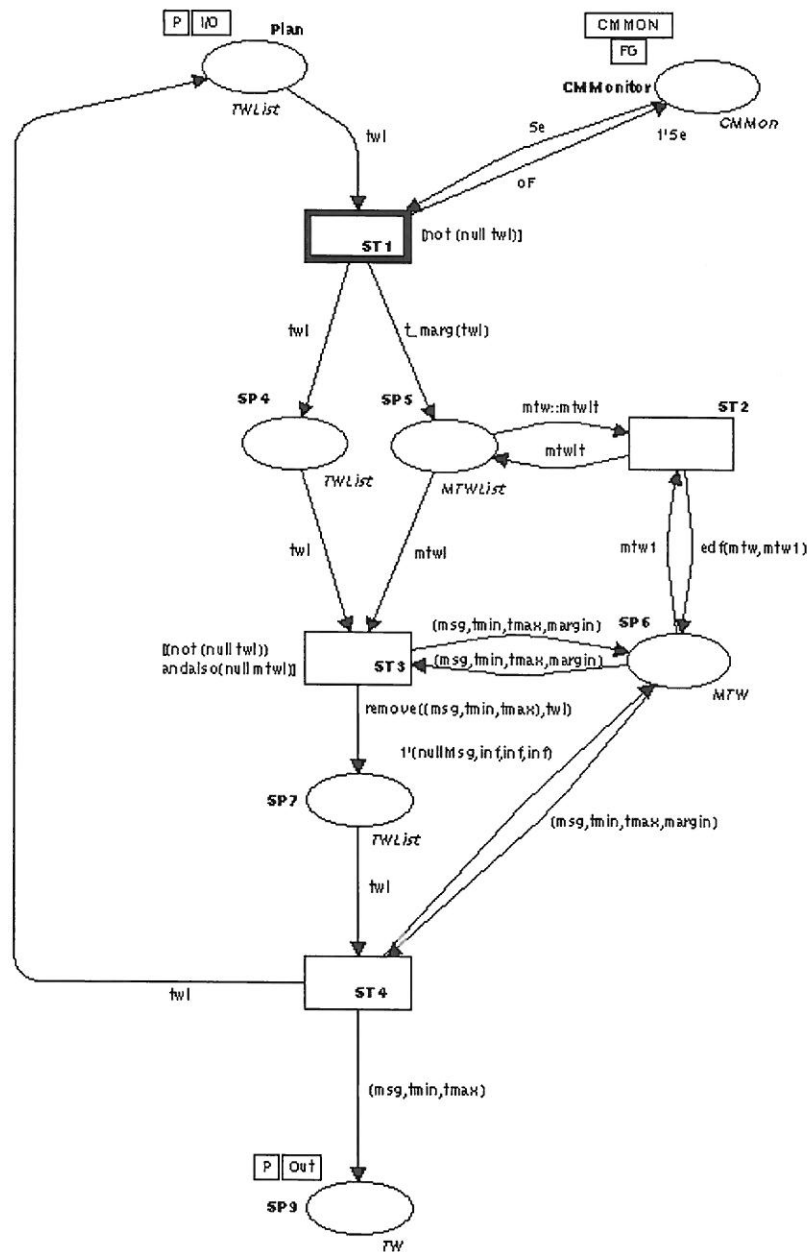 P I/O
Plan
TWList
CMMON
FG
CMMonitor
CMMon
twl
Se
1'Se
oF
ST1
[not (null twl)]
twl
t_marg(twl)
SP4
TWList
SP5
MTWList
mtw::mtwlt
mtwlt
ST2
twl
mtwl
mtw1
edf(mtw,mtw1)
[(not (null twl))
andalso(null mtwl)]
ST3
(msg,tmin,tmax,margin)
(msg,tmin,tmax,margin)
SP6
MTW
remove((msg,tmin,tmax),twl)
1'(nullMsg,inf,inf,inf)
SP7
TWList
(msg,tmin,tmax,margin)
twl
ST4
twl
(msg,tmin,tmax)
P Out
SP9
TW